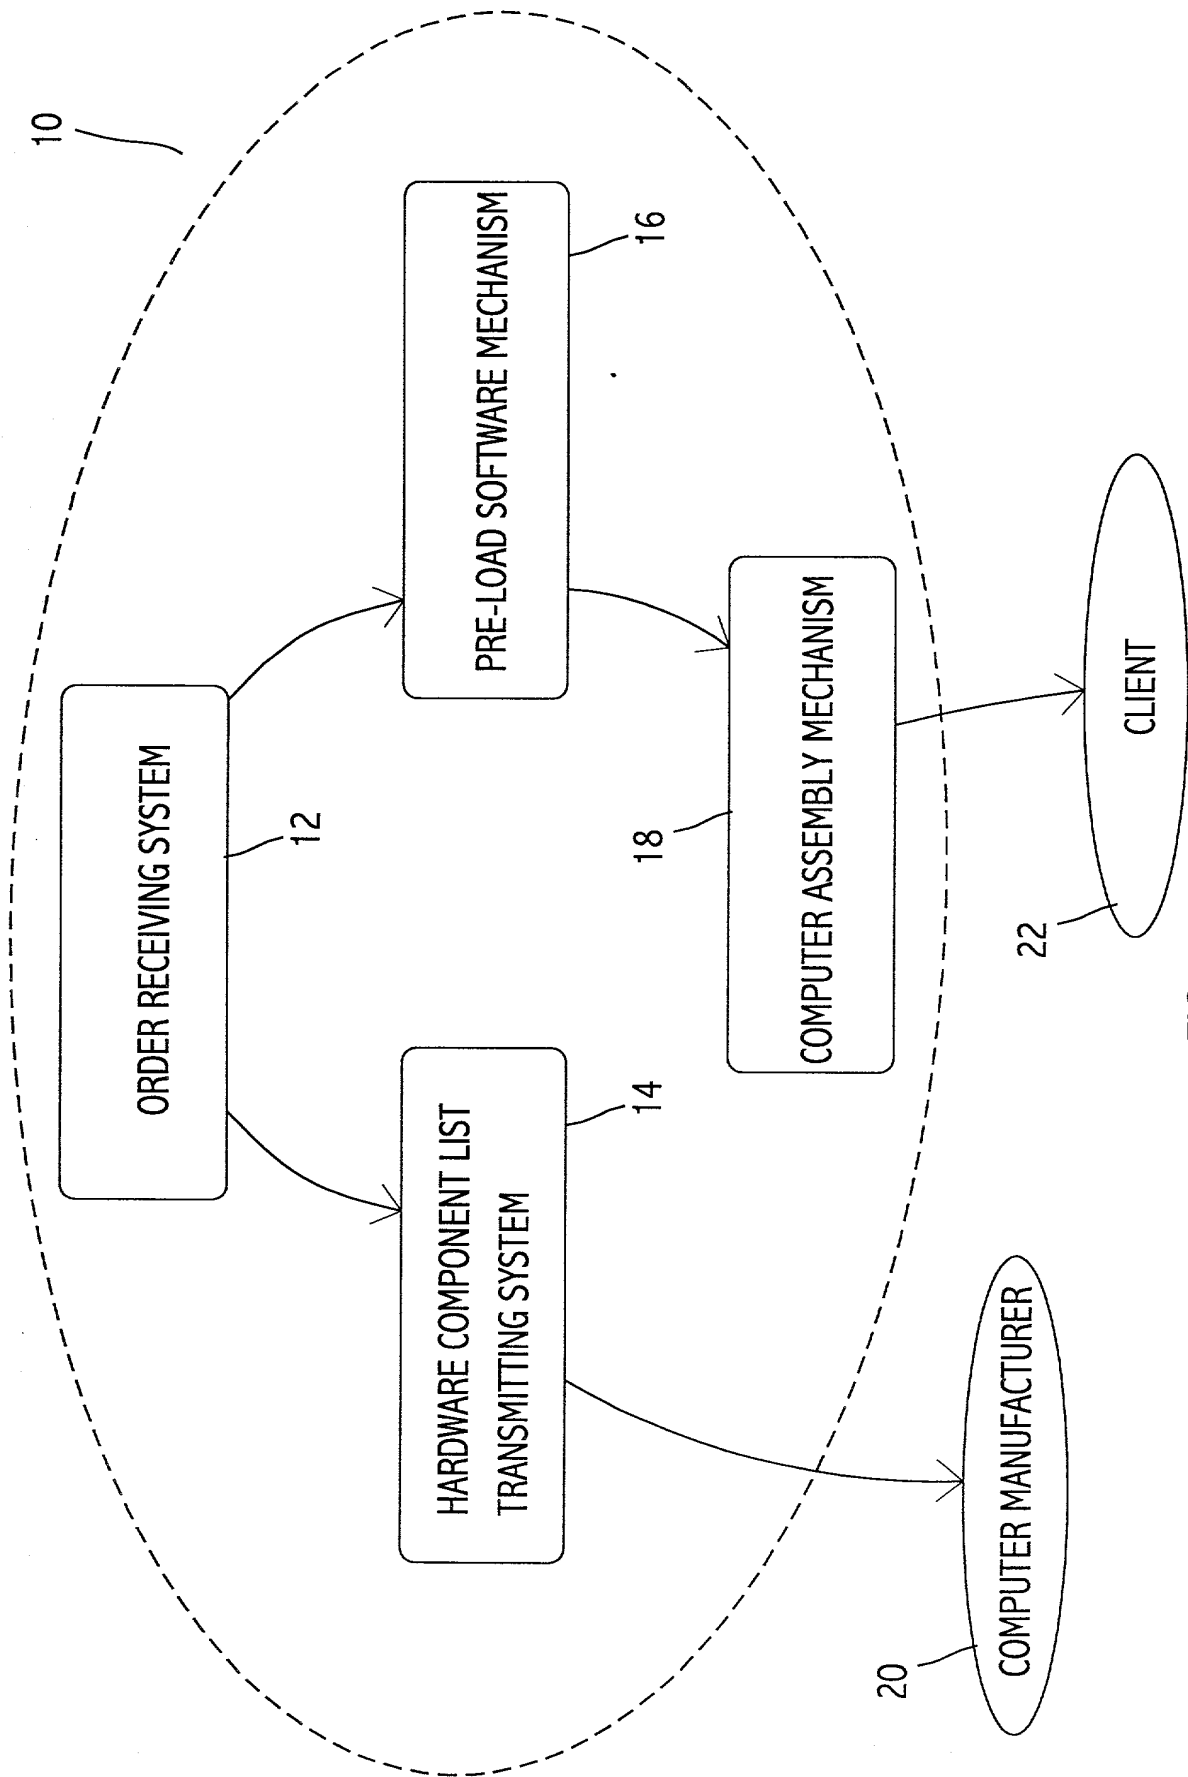 10
ORDER RECEIVING SYSTEM
12
HARDWARE COMPONENT LIST
TRANSMITTING SYSTEM
14
PRE-LOAD SOFTWARE MECHANISM
16
18
COMPUTER ASSEMBLY MECHANISM
20
COMPUTER MANUFACTURER
22
CLIENT